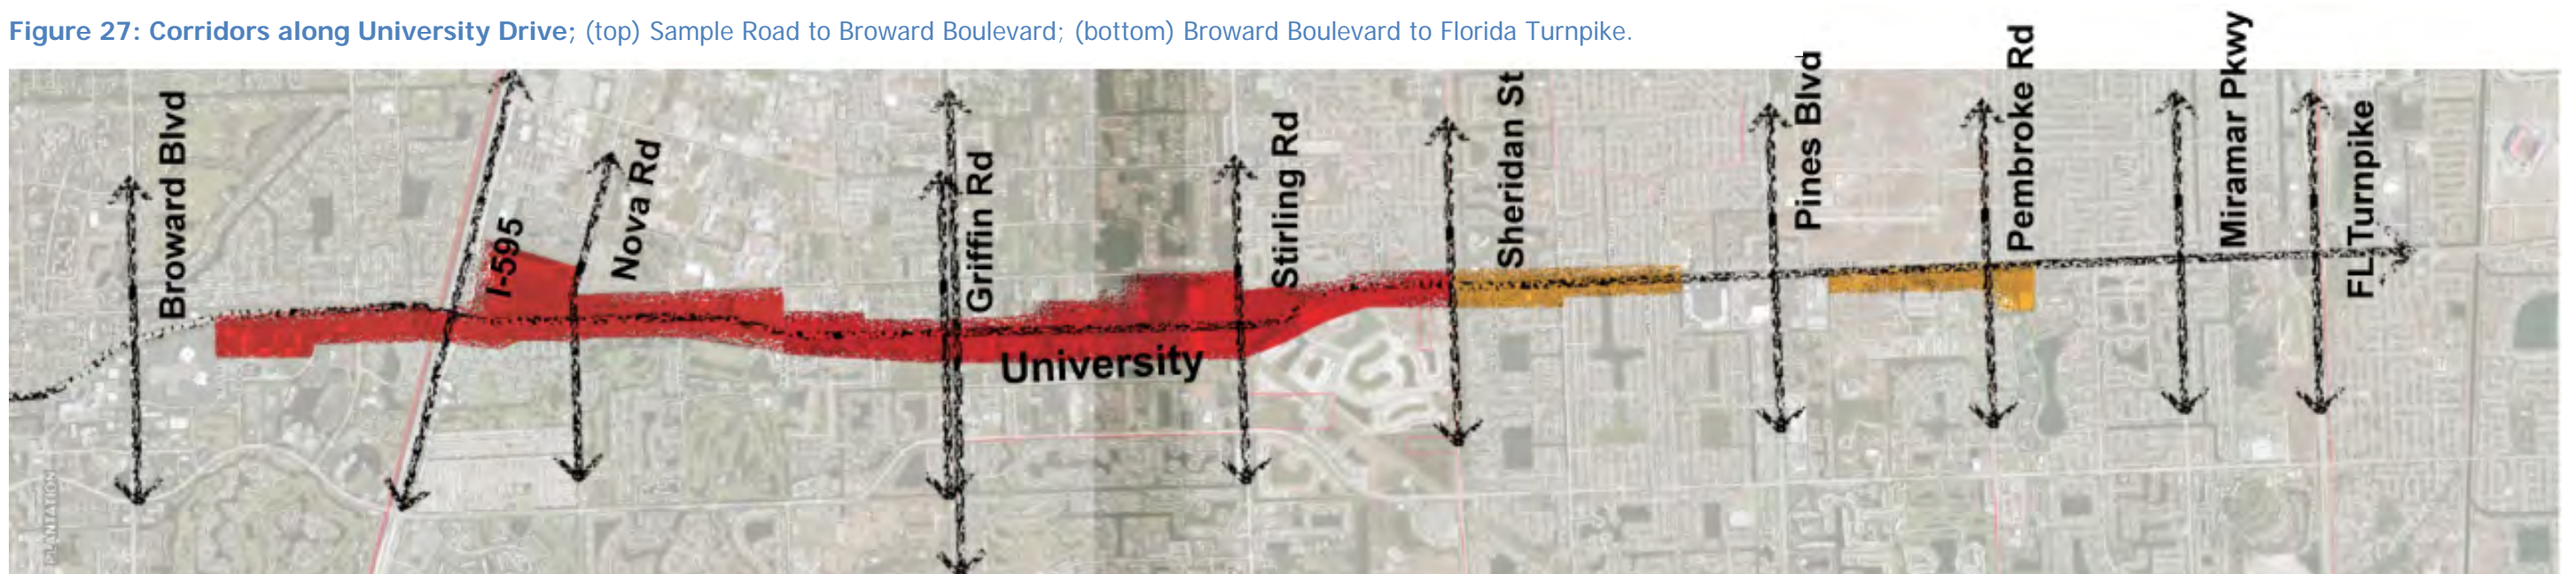 Figure 27: Corridors along University Drive; (top) Sample Road to Broward Boulevard; (bottom) Broward Boulevard to Florida Turnpike.
Broward Blvd
I-595
Nova Rd
Griffin Rd
University
Stirling Rd
Sheridan St
Pines Blvd
Pembroke Rd
Miramar Pkwy
FL Turnpike
PLANTATION